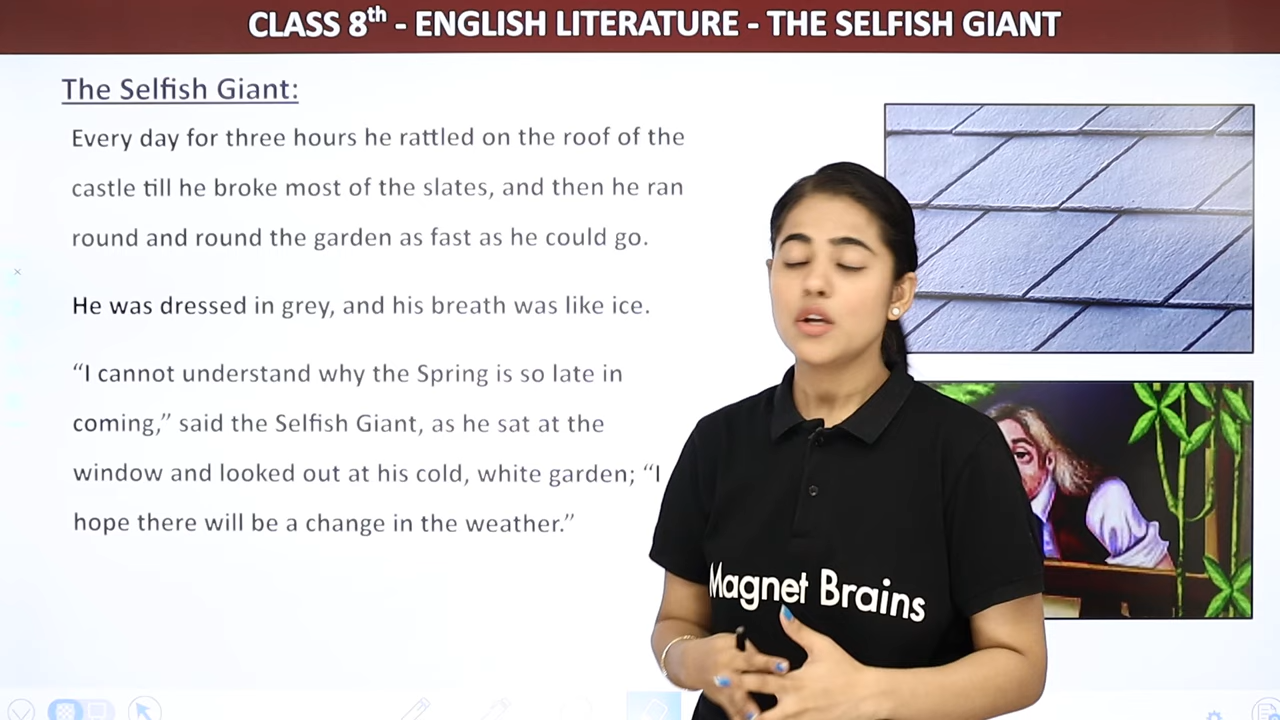 CLASS 8th - ENGLISH LITERATURE - THE SELFISH GIANT
The Selfish Giant:
Every day for three hours he rattled on the roof of the
castle till he broke most of the slates, and then he ran
round and round the garden as fast as he could go.
He was dressed in grey, and his breath was like ice.
“I cannot understand why the Spring is so late in
coming,” said the Selfish Giant, as he sat at the
window and looked out at his cold, white garden; “I
hope there will be a change in the weather.”
Magnet Brains